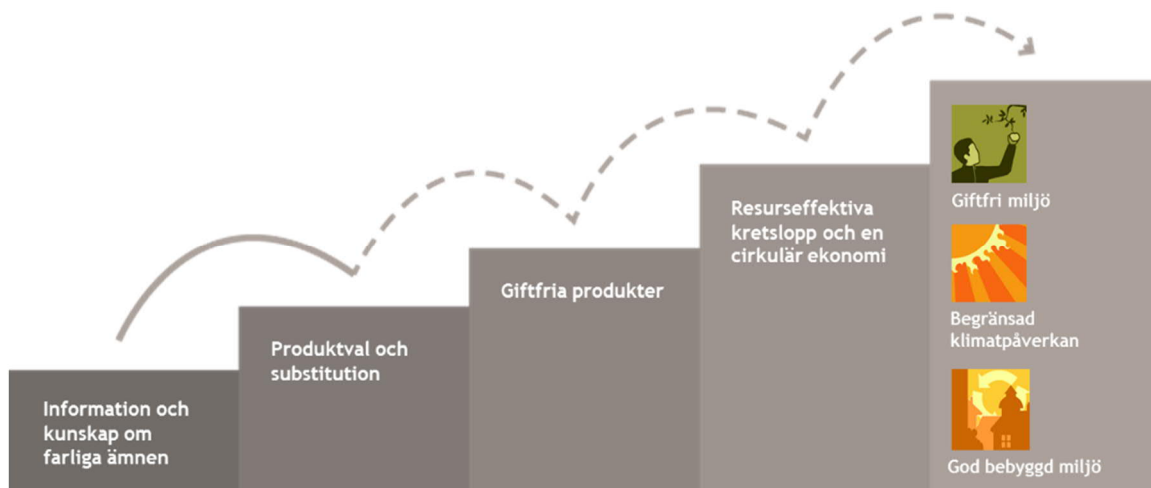 Information och
kunskap om
farliga ämnen
Produktval och
substitution
Giftfria produkter
Resurseffektiva
kretslopp och en
cirkulär ekonomi
Giftfri miljö
Begränsad
klimatpåverkan
God bebyggd miljö